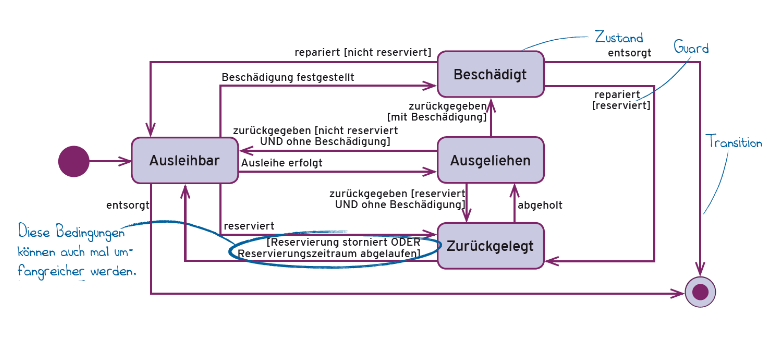 Zustand
entsorgt
Guard
repariert [nicht reserviert]
Beschädigt
Beschädigung festgestellt
repariert
[reserviert]
zurückgegeben
[mit Beschädigung]
zurückgegeben [nicht reserviert
UND ohne Beschädigung]
Transition
Ausleihbar
Ausgeliehen
Ausleihe erfolgt
zurückgegeben [reserviert
UND ohne Beschädigung]
abgeholt
entsorgt
reserviert
Diese Bedingungen
können auch mal um-
fangreicher werden.
[Reservierung storniert ODER
Reservierungszeitraum abgelaufen]
Zurückgelegt